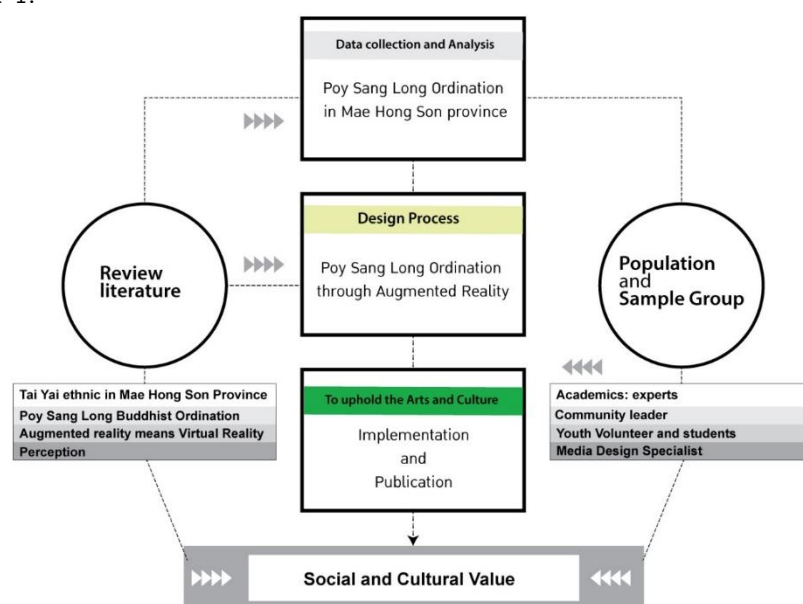 Data collection and Analysis
Poy Sang Long Ordination
in Mae Hong Son province
Design Process
Poy Sang Long Ordination
through Augmented Reality
To uphold the Arts and Culture
Implementation
and
Publication
Review
literature
Tai Yai ethnic in Mae Hong Son Province
Poy Sang Long Buddhist Ordination
Augmented reality means Virtual Reality
Perception
Population
and
Sample Group
Academics: experts
Community leader
Youth Volunteer and students
Media Design Specialist
Social and Cultural Value